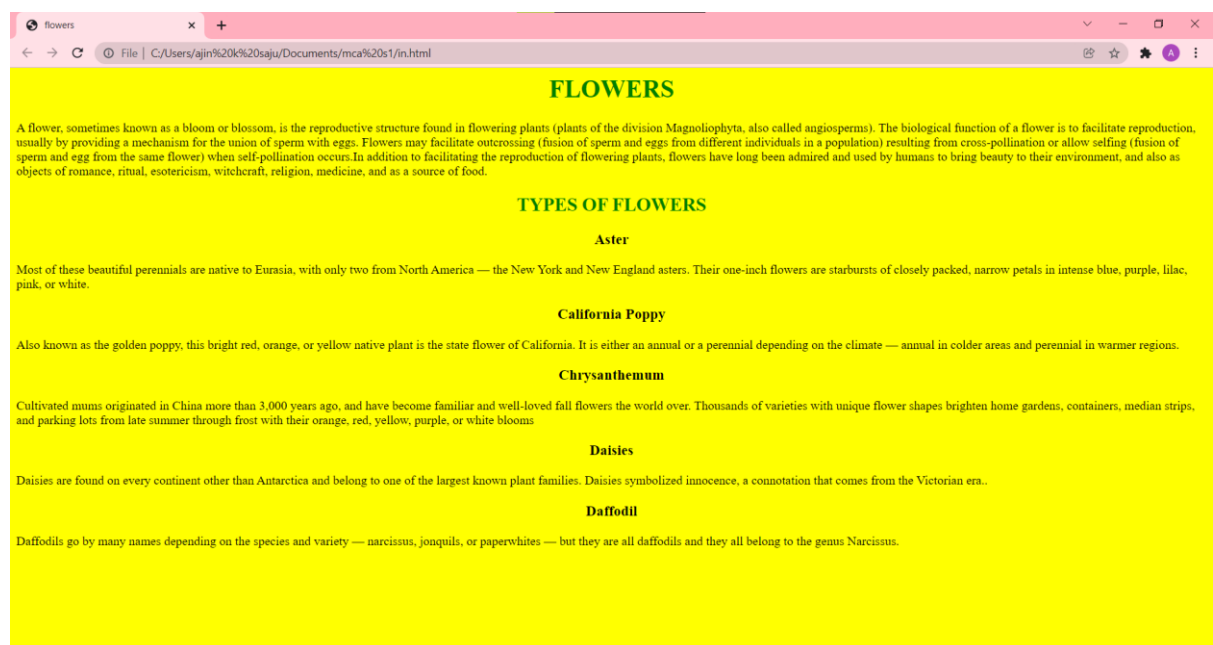 flowers
File | C:/Users/ajin%20k%20saju/Documents/mca%20s1/in.html
A
FLOWERS
A flower, sometimes known as a bloom or blossom, is the reproductive structure found in flowering plants (plants of the division Magnoliophyta, also called angiosperms). The biological function of a flower is to facilitate reproduction,
usually by providing a mechanism for the union of sperm with eggs. Flowers may facilitate outcrossing (fusion of sperm and eggs from different individuals in a population) resulting from cross-pollination or allow selfing (fusion of
sperm and egg from the same flower) when self-pollination occurs.In addition to facilitating the reproduction of flowering plants, flowers have long been admired and used by humans to bring beauty to their environment, and also as
objects of romance, ritual, esotericism, witchcraft, religion, medicine, and as a source of food.
TYPES OF FLOWERS
Aster
Most of these beautiful perennials are native to Eurasia, with only two from North America — the New York and New England asters. Their one-inch flowers are starbursts of closely packed, narrow petals in intense blue, purple, lilac,
pink, or white.
California Poppy
Also known as the golden poppy, this bright red, orange, or yellow native plant is the state flower of California. It is either an annual or a perennial depending on the climate — annual in colder areas and perennial in warmer regions.
Chrysanthemum
Cultivated mums originated in China more than 3,000 years ago, and have become familiar and well-loved fall flowers the world over. Thousands of varieties with unique flower shapes brighten home gardens, containers, median strips,
and parking lots from late summer through frost with their orange, red, yellow, purple, or white blooms
Daisies
Daisies are found on every continent other than Antarctica and belong to one of the largest known plant families. Daisies symbolized innocence, a connotation that comes from the Victorian era..
Daffodil
Daffodils go by many names depending on the species and variety — narcissus, jonquils, or paperwhites — but they are all daffodils and they all belong to the genus Narcissus.